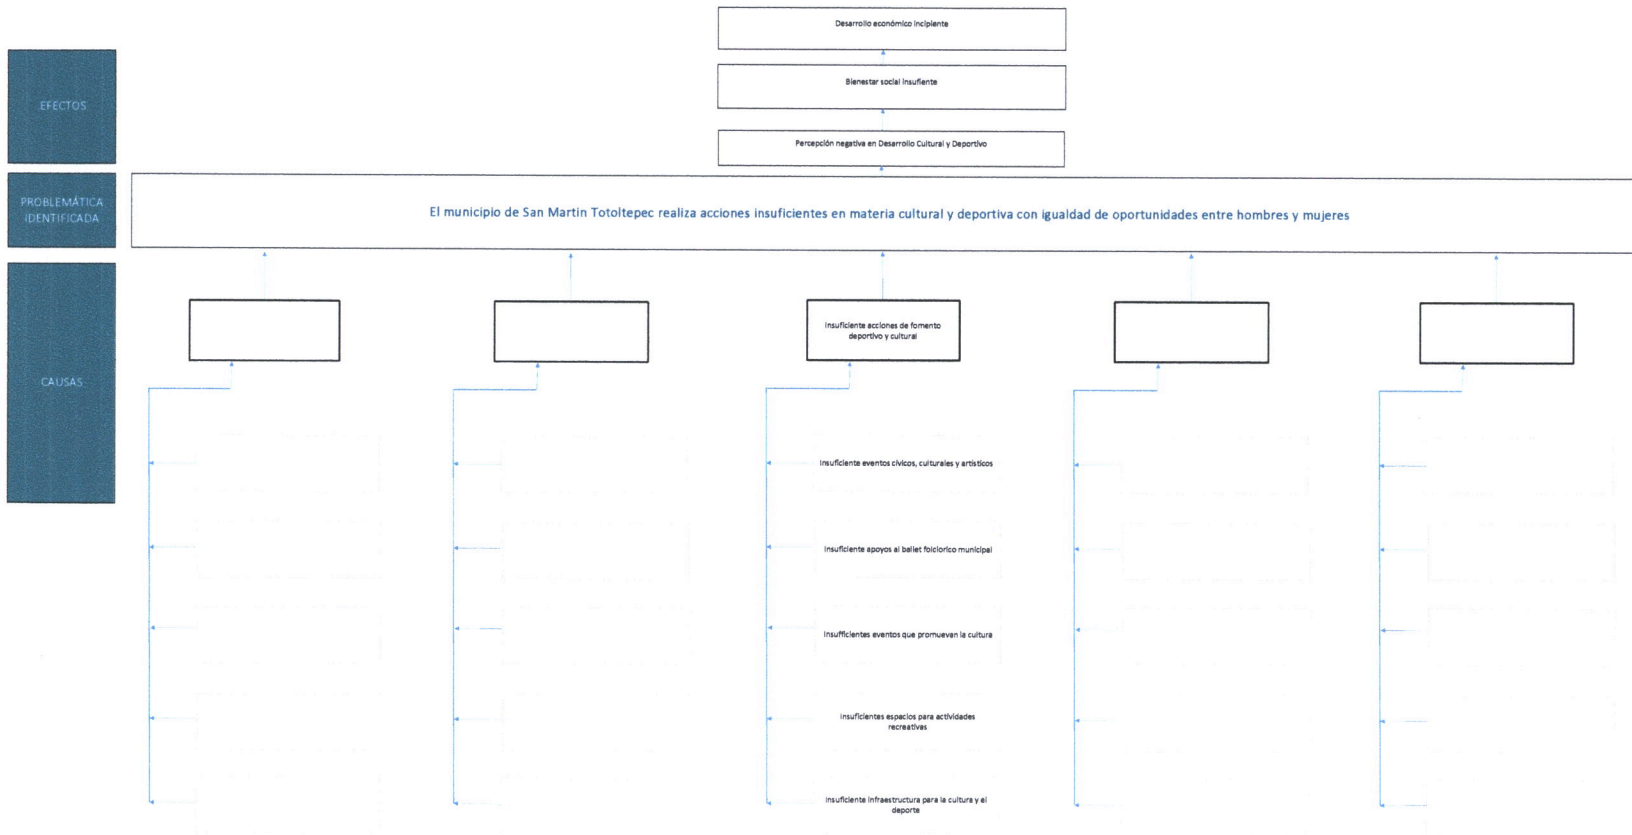 Desarrollo económico incipiente
EFECTOS
Bienestar social insufiente
Percepción negativa en Desarrollo Cultural y Deportivo
PROBLEMÁTICA
IDENTIFICADA
El municipio de San Martin Totoltepec realiza acciones insuficientes en materia cultural y deportiva con igualdad de oportunidades entre hombres y mujeres
CAUSAS
Insuficiente acciones de fomento
deportivo y cultural
Insuficiente eventos cívicos, culturales y artísticos
Insuficiente apoyos al ballet folclorico municipal
Insufficientes eventos que promuevan la cultura
Insuficientes espacios para actividades
recreativas
Insuficiente infraestructura para la cultura y el
deporte